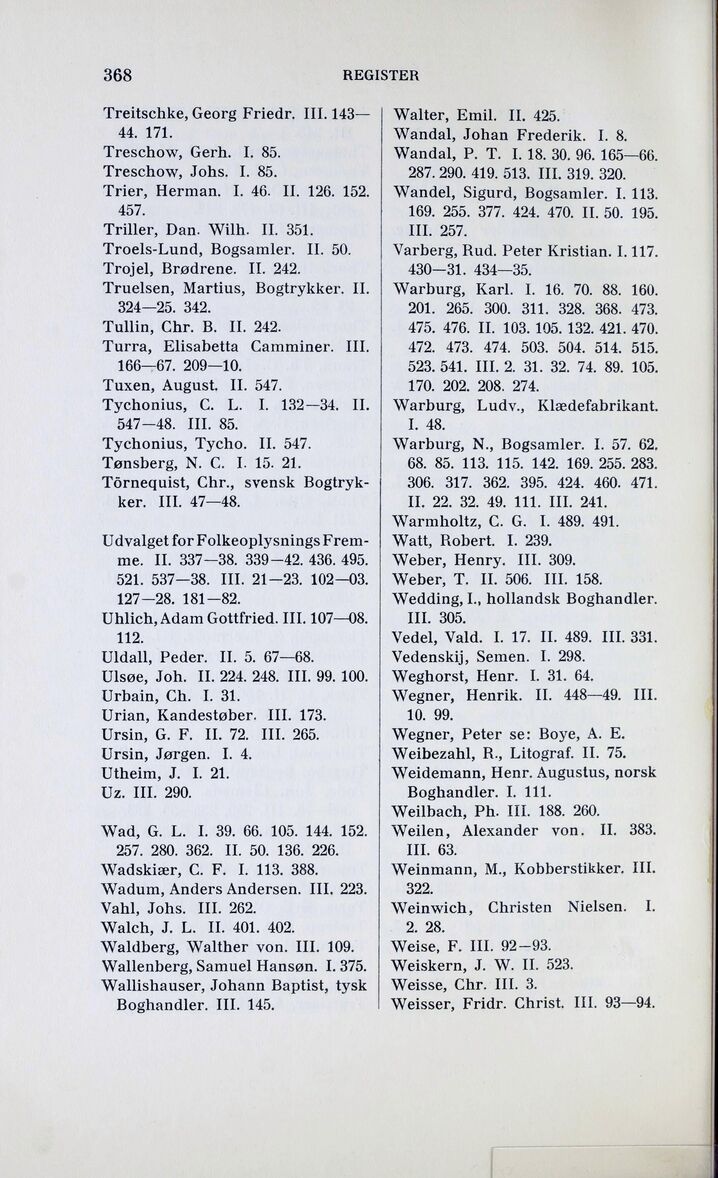 368
REGISTER
Treitschke, Georg Friedr. III. 143—
44. 171.
Treschow, Gerh. I. 85.
Treschow, Johs. I. 85.
Trier, Herman. I. 46. II. 126. 152.
457.
Triller, Dan. Wilh. II. 351.
Troels-Lund, Bogsamler. II. 50.
Trojel, Brødrene. II. 242.
Truelsen, Martius, Bogtrykker. II.
324—25. 342.
Tullin, Chr. B. II. 242.
Turra, Elisabetta Camminer. III.
166—67. 209—10.
Tuxen, August. II. 547.
Tychonius, C. L. I. 132—34. II.
547—48. III. 85.
Tychonius, Tycho. II. 547.
Tønsberg, N. C. I. 15. 21.
Törnequist, Chr., svensk Bogtryk-
ker. III. 47—48.
Udvalget for Folkeoplysnings Frem-
me. II. 337—38. 339—42. 436. 495.
521. 537—38. III. 21—23. 102—03.
127—28. 181—82.
Uhlich, Adam Gottfried. III. 107—08.
112.
Uldall, Peder. II. 5. 67—68.
Ulsøe, Joh. II. 224. 248. III. 99. 100.
Urbain, Ch. I. 31.
Urian, Kandestøber. III. 173.
Ursin, G. F. II. 72. III. 265.
Ursin, Jørgen. I. 4.
Utheim, J. I. 21.
Uz. III. 290.
Wad, G. L. I. 39. 66. 105. 144. 152.
257. 280. 362. II. 50. 136. 226.
Wadskiær, C. F. I. 113. 388.
Wadum, Anders Andersen. III. 223.
Vahl, Johs. III. 262.
Walch, J. L. II. 401. 402.
Waldberg, Walther von. III. 109.
Wallenberg, Samuel Hansøn. I. 375.
Wallishauser, Johann Baptist, tysk
Boghandler. III. 145.
Walter, Emil. II. 425.
Wandal, Johan Frederik. I. 8.
Wandal, P. T. I. 18. 30. 96. 165—66.
287. 290. 419. 513. III. 319. 320.
Wandel, Sigurd, Bogsamler. I. 113.
169. 255. 377. 424. 470. II. 50. 195.
III. 257.
Varberg, Rud. Peter Kristian. I. 117.
430—31. 434—35.
Warburg, Karl. I. 16. 70. 88. 160.
201. 265. 300. 311. 328. 368. 473.
475. 476. II. 103. 105. 132. 421. 470.
472. 473. 474. 503. 504. 514. 515.
523. 541. III. 2. 31. 32. 74. 89. 105.
170. 202. 208. 274.
Warburg, Ludv., Klædefabrikant.
I. 48.
Warburg, N., Bogsamler. I. 57. 62.
68. 85. 113. 115. 142. 169. 255. 283.
306. 317. 362. 395. 424. 460. 471.
II. 22. 32. 49. 111. III. 241.
Warmholtz, C. G. I. 489. 491.
Watt, Robert. I. 239.
Weber, Henry. III. 309.
Weber, T. II. 506. III. 158.
Wedding, I., hollandsk Boghandler.
III. 305.
Vedel, Vald. I. 17. II. 489. III. 331.
Vedenskij, Semen. I. 298.
Weghorst, Henr. I. 31. 64.
Wegner, Henrik. II. 448—49. III.
10. 99.
Wegner, Peter se: Boye, A. E.
Weibezahl, R., Litograf. II. 75.
Weidemann, Henr. Augustus, norsk
Boghandler. I. 111.
Weilbach, Ph. III. 188. 260.
Weilen, Alexander von. II. 383.
III. 63.
Weinmann, M., Kobberstikker. III.
322.
Weinwich, Christen Nielsen. I.
2. 28.
Weise, F. III. 92—93.
Weiskern, J. W. II. 523.
Weisse, Chr. III. 3.
Weisser, Fridr. Christ. III. 93—94.